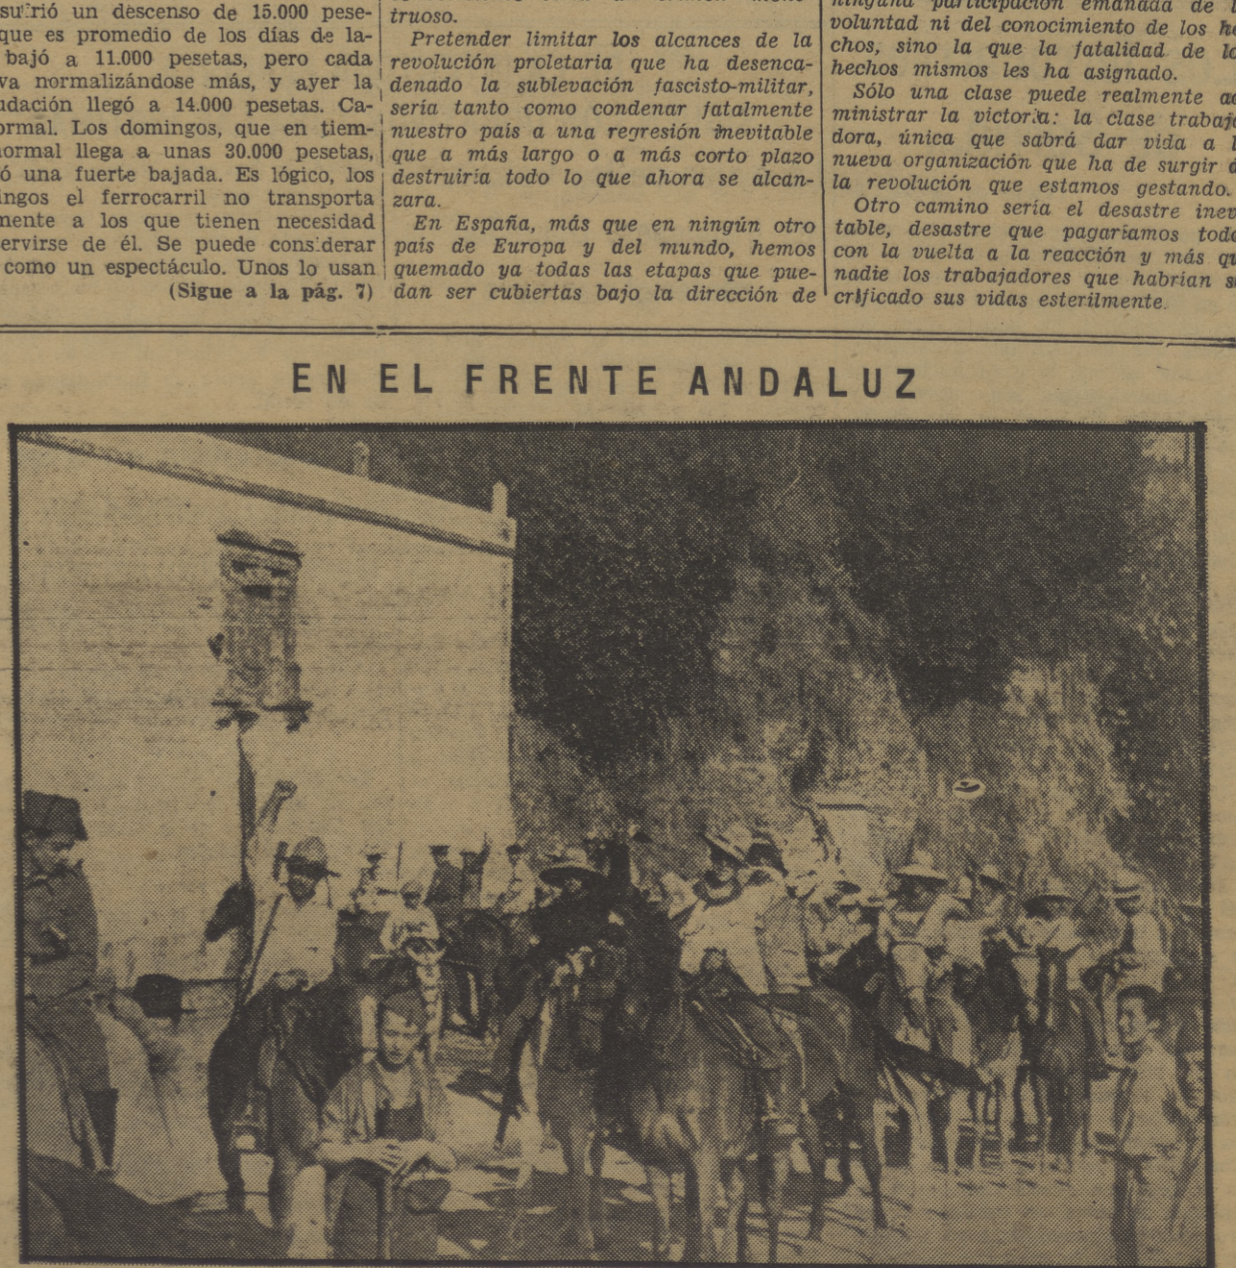 su?rió un descenso de 15.000 pese-
que es promedio de los días de la-
bajó a 11.000 pesetas, pero cada
va normalizándose más, y ayer la
udación llegó a 14.000 pesetas. Ca-
ormal. Los domingos, que en tiem-
normal llega a unas 30.000 pesetas,
ó una fuerte bajada. Es lógico, los
ingos el ferrocarril no transporta
mente a los que tienen necesidad
ervirse de él. Se puede considerar
como un espectáculo. Unos lo usan
(Sigue a la pág. 7)
truoso.
Pretender limitar los alcances de la
revolución proletaria que ha desenca-
denado la sublevación fascisto-militar,
sería tanto como condenar fatalmente
nuestro país a una regresión inevitable
que a más largo o a más corto plazo
destruiría todo lo que ahora se alcan-
zara.
En España, más que en ningún otro
país de Europa y del mundo, hemos
quemado ya todas las etapas que pue-
dan ser cubiertas bajo la dirección de
ninguna participación emanada de l
voluntad ni del conocimiento de los he
chos, sino la que la fatalidad de lo
hechos mismos les ha asignado.
Sólo una clase puede realmente ad
ministrar la victoria: la clase trabaja
dora, única que sabrá dar vida a l
nueva organización que ha de surgir d
la revolución que estamos gestando.
Otro camino sería el desastre inev
table, desastre que pagaríamos todo
con la vuelta a la reacción y más qu
nadie los trabajadores que habrían s
crificado sus vidas esterilmente.
EN EL FRENTE ANDALUZ